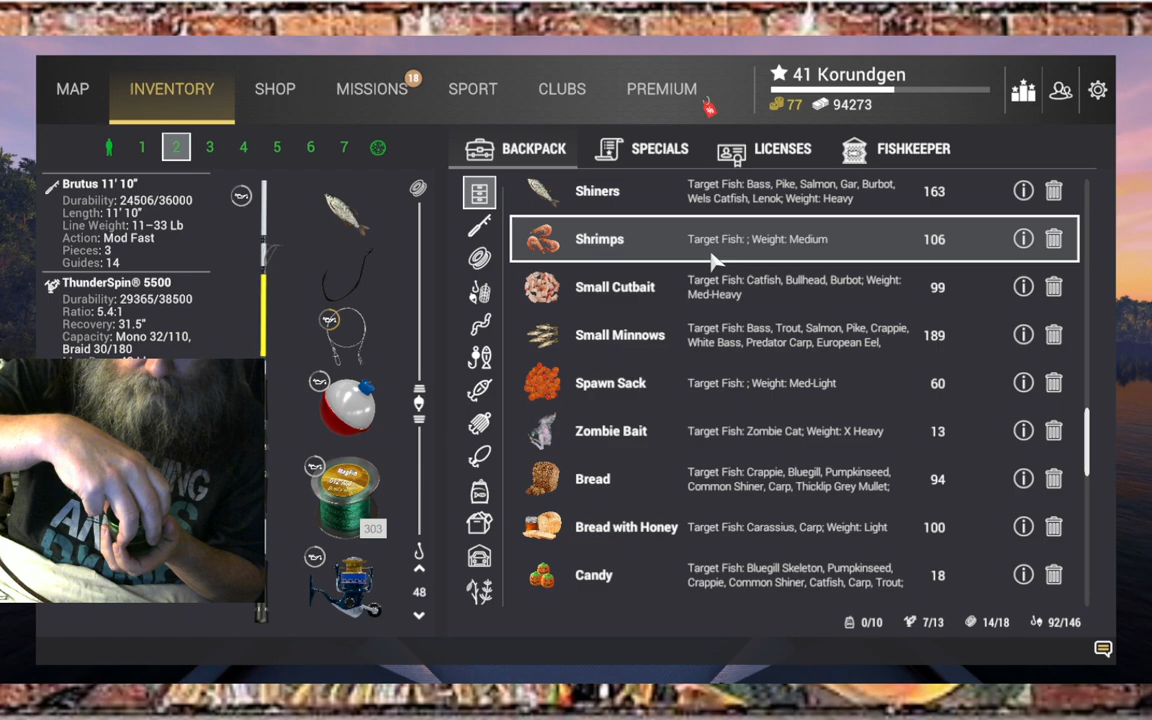 MAP
INVENTORY
SHOP
MISSIONS
18
SPORT
CLUBS
PREMIUM
41 Korundgen
77
94273
1
2
3
4
5
6
7
BACKPACK
SPECIALS
LICENSES
FISHKEEPER
Brutus 11' 10"
Durability: 24506/36000
Length: 11' 10"
Line Weight: 11–33 Lb
Action: Mod Fast
Pieces: 3
Guides: 14
ThunderSpin® 5500
Durability: 29365/38500
Ratio: 5.4:1
Recovery: 31.5"
Capacity: Mono 32/110,
Braid 30/180
303
48
Shiners
Target Fish: Bass, Pike, Salmon, Gar, Burbot,
Wels Catfish, Lenok; Weight: Heavy
163
Shrimps
Target Fish: ; Weight: Medium
106
Small Cutbait
Target Fish: Catfish, Bullhead, Burbot; Weight:
Med-Heavy
99
Small Minnows
Target Fish: Bass, Trout, Salmon, Pike, Crappie,
White Bass, Predator Carp, European Eel,
189
Spawn Sack
Target Fish: ; Weight: Med-Light
60
Zombie Bait
Target Fish: Zombie Cat; Weight: X Heavy
13
Bread
Target Fish: Crappie, Bluegill, Pumpkinseed,
Common Shiner, Carp, Thicklip Grey Mullet;
94
Bread with Honey
Target Fish: Carassius, Carp; Weight: Light
100
Candy
Target Fish: Bluegill Skeleton, Pumpkinseed,
Crappie, Common Shiner, Catfish, Carp, Trout;
18
0/10
7/13
14/18
92/146